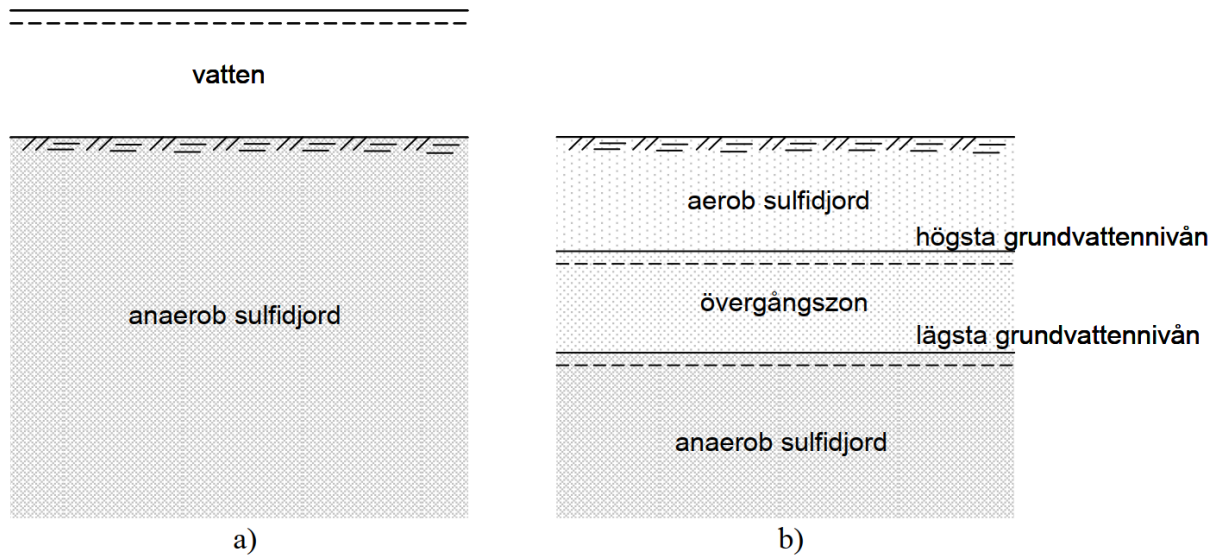 vatten
anaerob sulfidjord
a)
aerob sulfidjord
högsta grundvattennivån
övergångszon
lägsta grundvattennivån
anaerob sulfidjord
b)